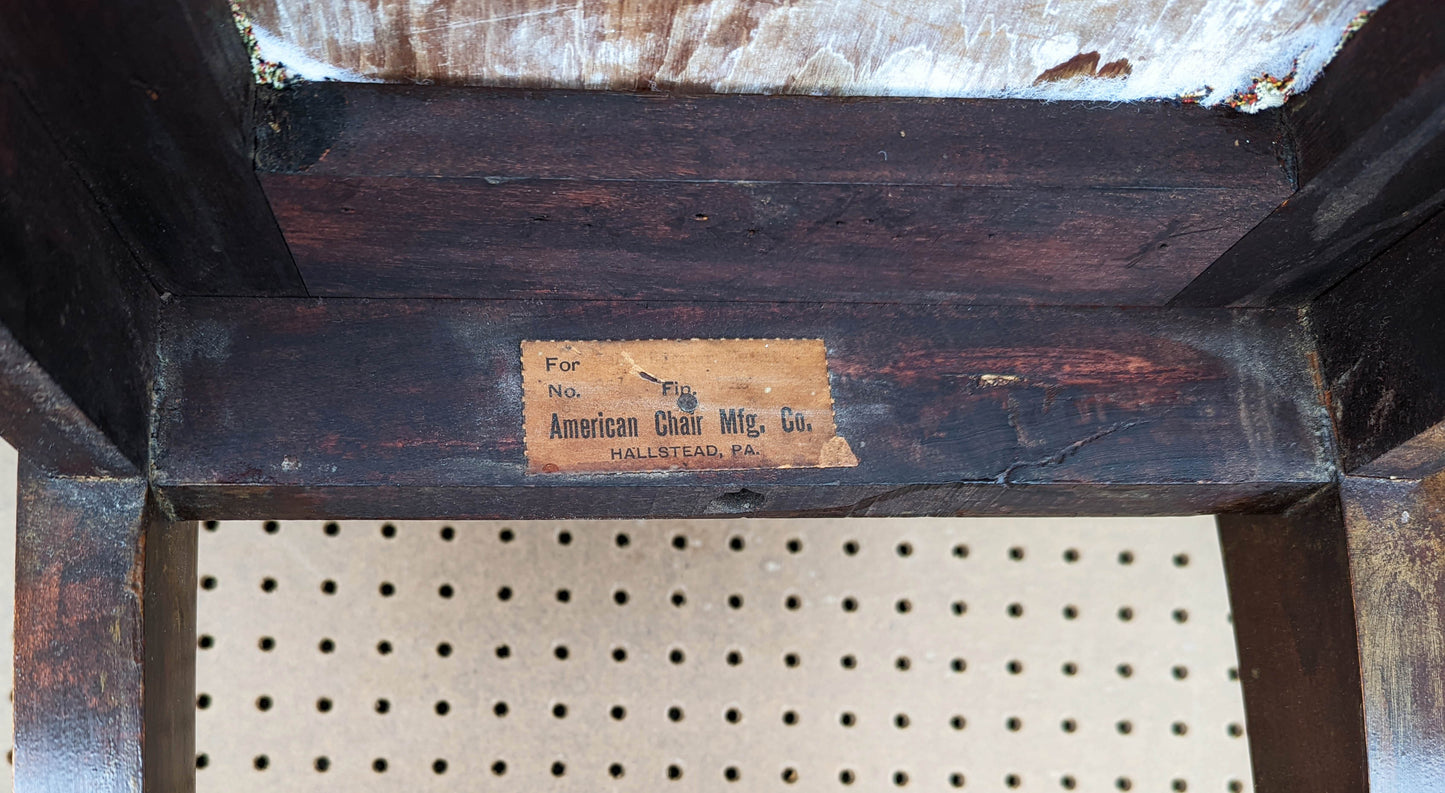 For
No. Fin.
American Chair Mfg. Co.
HALLSTEAD, PA.